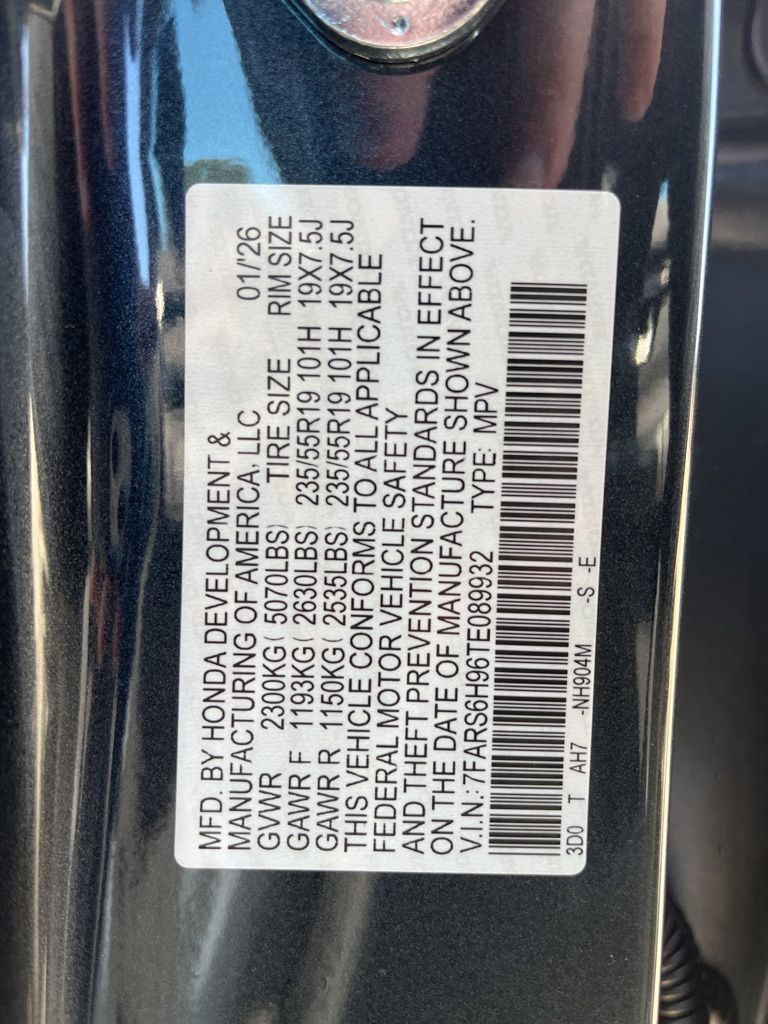 MFD. BY HONDA DEVELOPMENT &
MANUFACTURING OF AMERICA, LLC 01/'26
GVWR 2300KG( 5070LBS) TIRE SIZE RIM SIZE
GAWR F 1193KG( 2630LBS) 235/55R19 101H 19X7.5J
GAWR R 1150KG( 2535LBS) 235/55R19 101H 19X7.5J
THIS VEHICLE CONFORMS TO ALL APPLICABLE
FEDERAL MOTOR VEHICLE SAFETY
AND THEFT PREVENTION STANDARDS IN EFFECT
ON THE DATE OF MANUFACTURE SHOWN ABOVE.
V.I.N.: 7FARS6H96TE089932 TYPE: MPV
3D0 T AH7 -NH904M -S -E